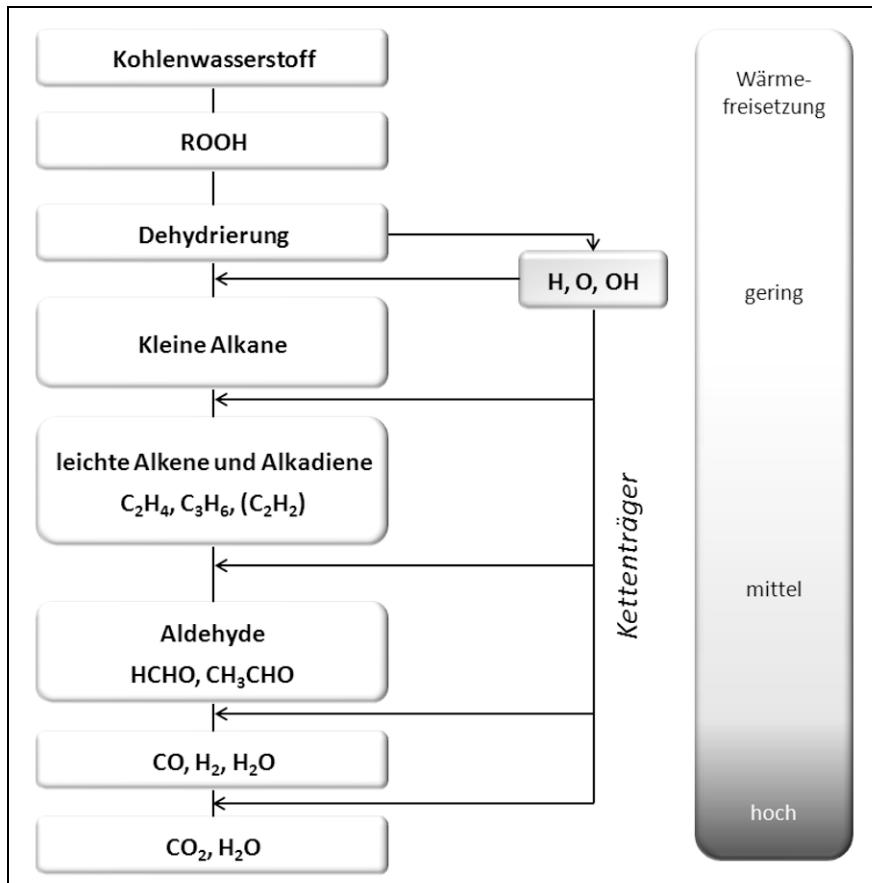 Kohlenwasserstoff
ROOH
Dehydrierung
H, O, OH
Kleine Alkane
leichte Alkene und Alkadiene
C₂H₄, C₃H₆, (C₂H₂)
Aldehyde
HCHO, CH₃CHO
CO, H₂, H₂O
CO₂, H₂O
Kettenträger
Wärme-
freisetzung
gering
mittel
hoch